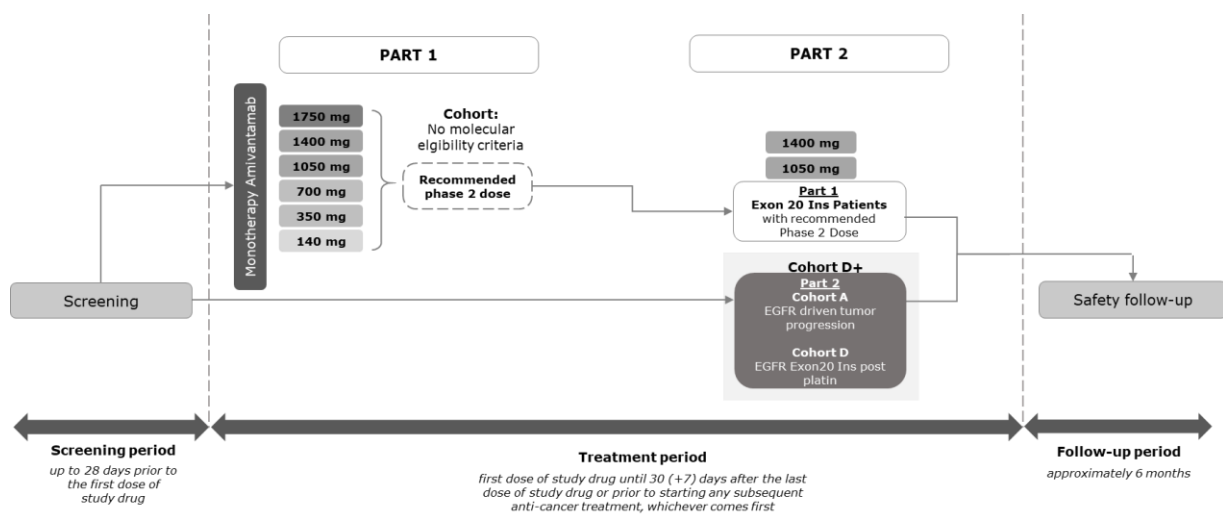 PART 1
PART 2
Monotherapy Amivantamab
1750 mg
1400 mg
1050 mg
700 mg
350 mg
140 mg
Cohort:
No molecular
elgibility criteria
Recommended
phase 2 dose
1400 mg
1050 mg
Part 1
Exon 20 Ins Patients
with recommended
Phase 2 Dose
Cohort D+
Part 2
Cohort A
EGFR driven tumor
progression
Cohort D
EGFR Exon20 Ins post
platin
Screening
Safety follow-up
Screening period
up to 28 days prior to
the first dose of
study drug
Treatment period
first dose of study drug until 30 (+7) days after the last
dose of study drug or prior to starting any subsequent
anti-cancer treatment, whichever comes first
Follow-up period
approximately 6 months